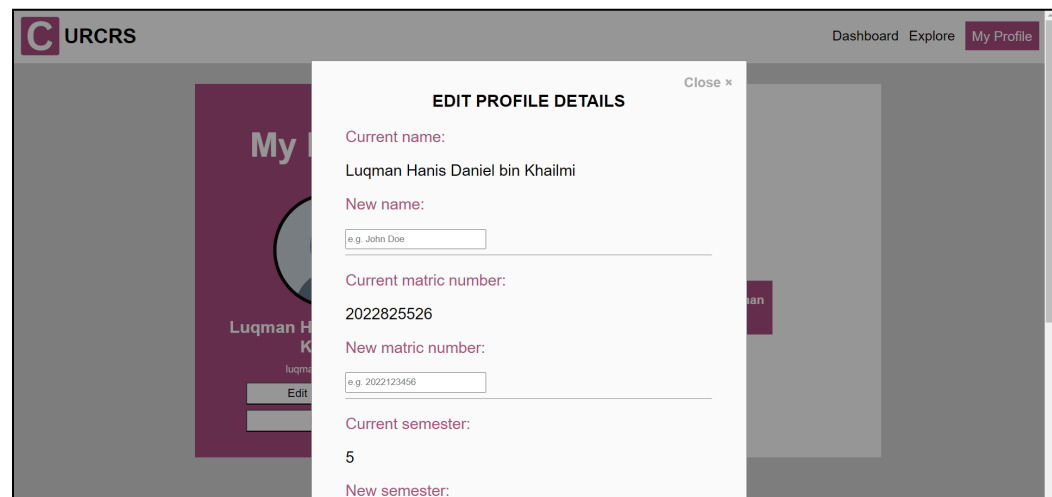 C URCRS
Dashboard Explore My Profile
Close ×
EDIT PROFILE DETAILS
Current name:
Luqman Hanis Daniel bin Khailmi
New name:
e.g. John Doe
Current matric number:
2022825526
New matric number:
e.g. 2022123456
Current semester:
5
New semester:
My
Luqman H
K
luqma
Edit